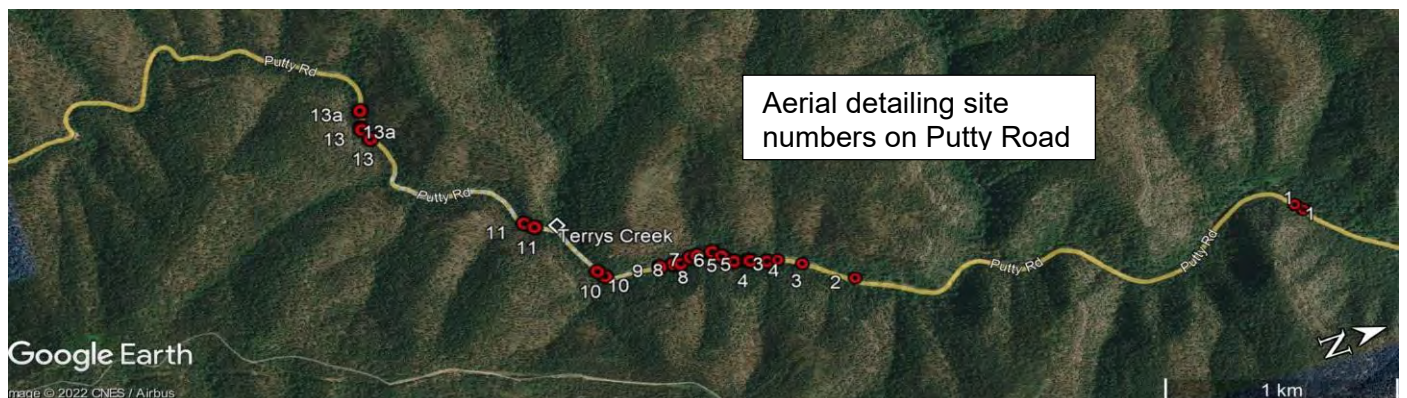 Putty Rd
Aerial detailing site
numbers on Putty Road
13a
13a
13
13
Putty Rd
1
1
11
11
Terrys Creek
Putty Rd
Putty Rd
10
10
9
8
7
8
6
5
5
4
3
4
3
2
N
Google Earth
mage © 2022 CNES / Airbus
1 km